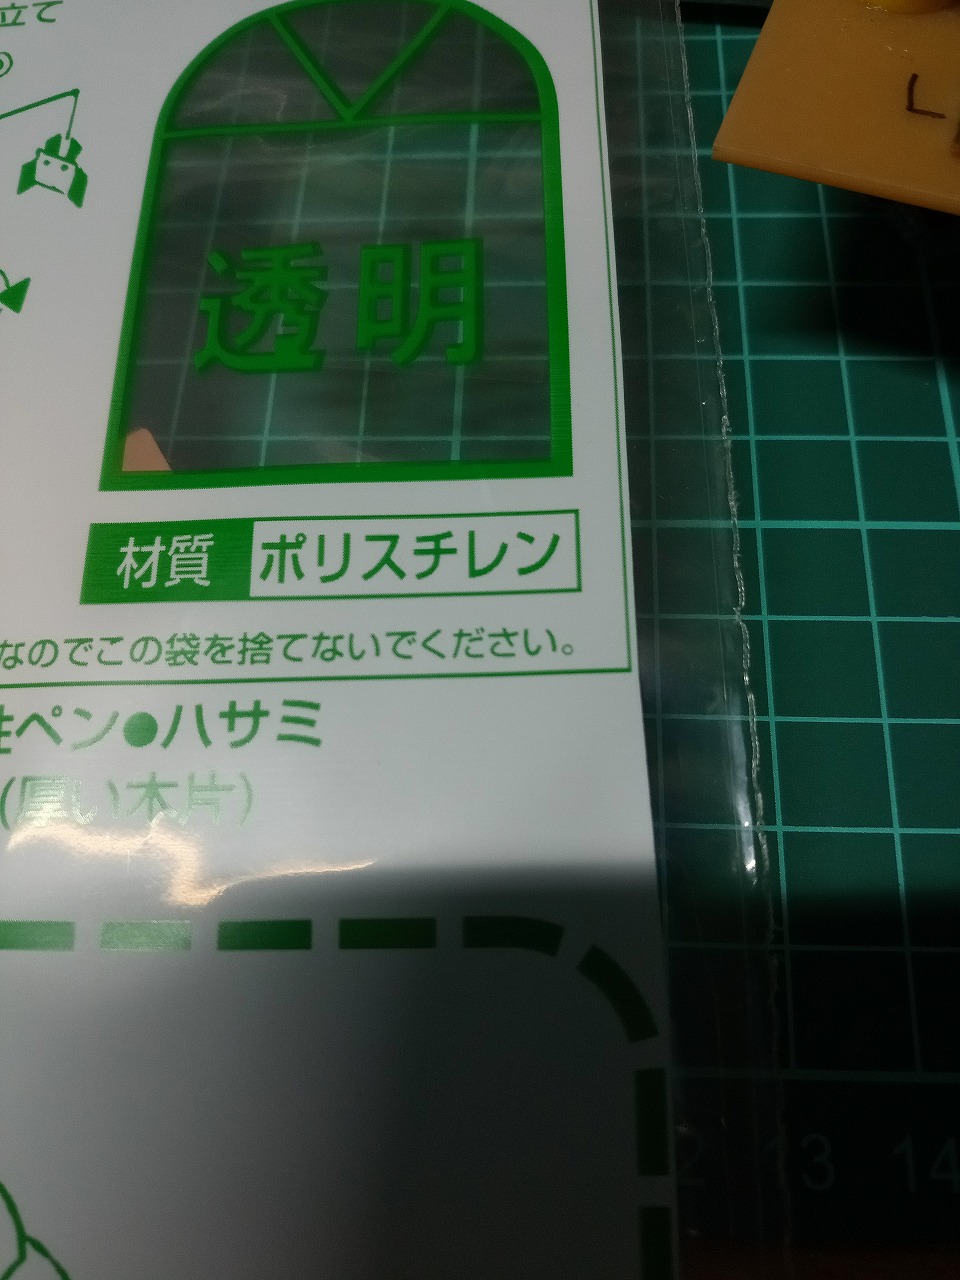 立て
透明
材質 ポリスチレン
なのでこの袋を捨てないでください。
性ペン●ハサミ
(厚い木片)
13 14